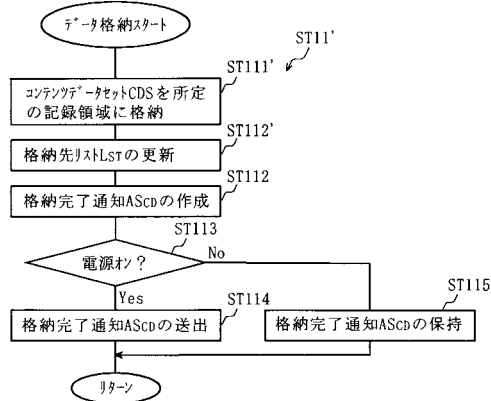 データ格納スタート
ST11'
ST111'
コンテンツデータセットCDSを所定
の記録領域に格納
ST112'
格納先リストLSTの更新
ST112
格納完了通知ASCDの作成
ST113
電源オン?
No
Yes
ST114
ST115
格納完了通知ASCDの送出
格納完了通知ASCDの保持
リターン